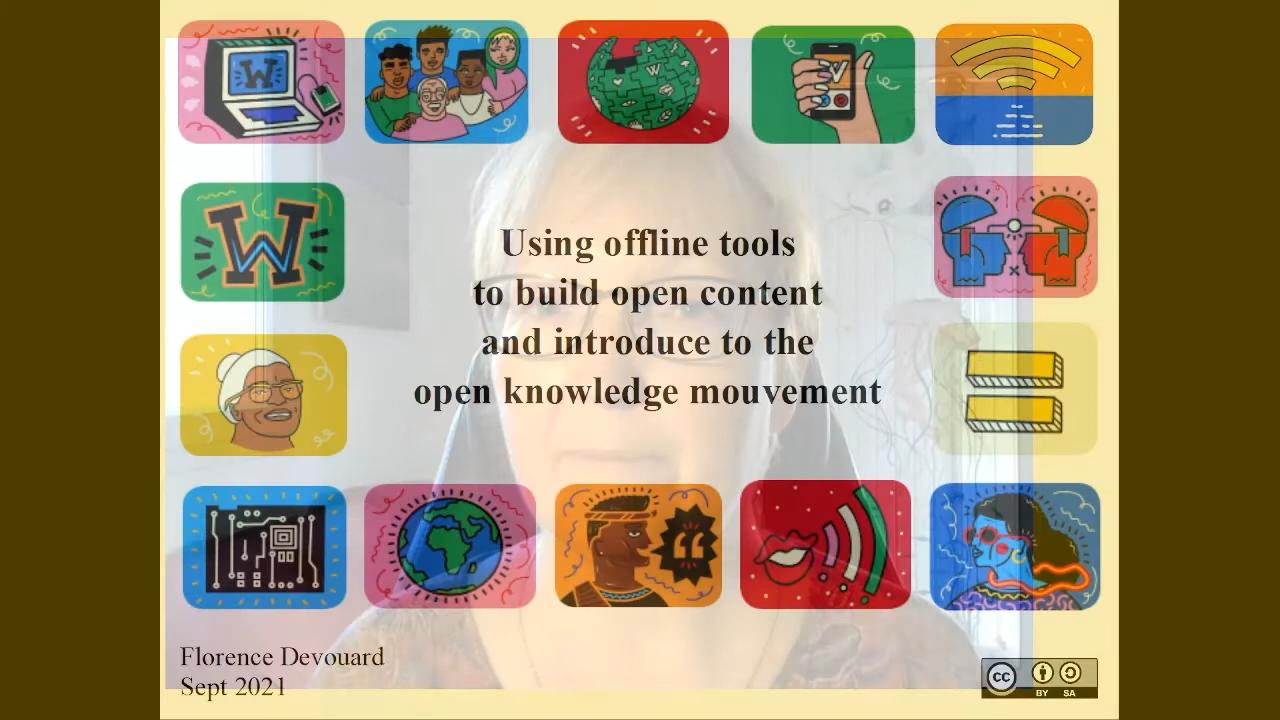 W
W
V
Using offline tools
to build open content
and introduce to the
open knowledge mouvement
W
Florence Devouard
Sept 2021
cc
BY SA